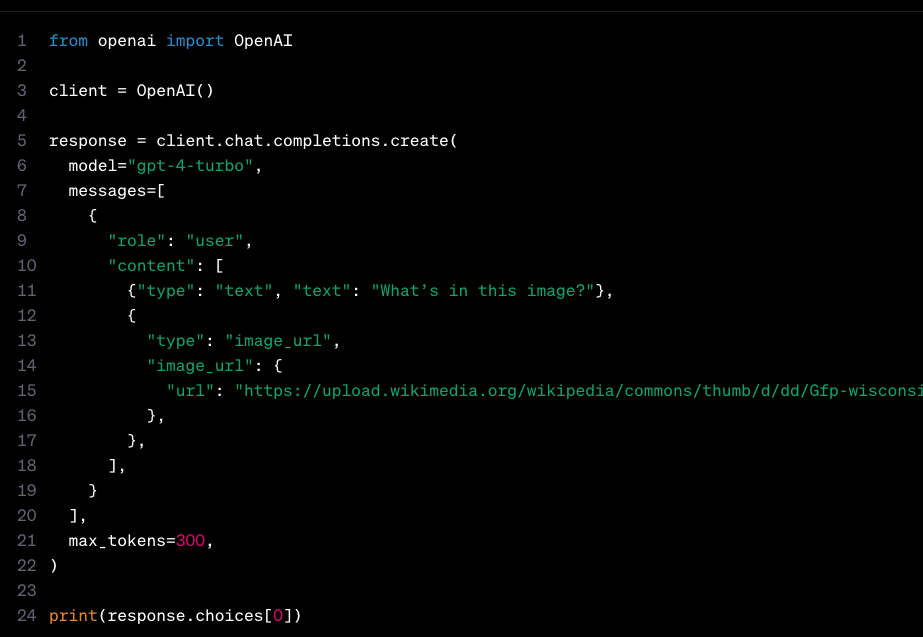 1 from openai import OpenAI
2
3 client = OpenAI()
4
5 response = client.chat.completions.create(
6   model="gpt-4-turbo",
7   messages=[
8     {
9       "role": "user",
10       "content": [
11         {"type": "text", "text": "What’s in this image?"},
12         {
13           "type": "image_url",
14           "image_url": {
15             "url": "https://upload.wikimedia.org/wikipedia/commons/thumb/d/dd/Gfp-wisconsi
16           },
17         },
18       ],
19     }
20   ],
21   max_tokens=300,
22 )
23
24 print(response.choices[0])